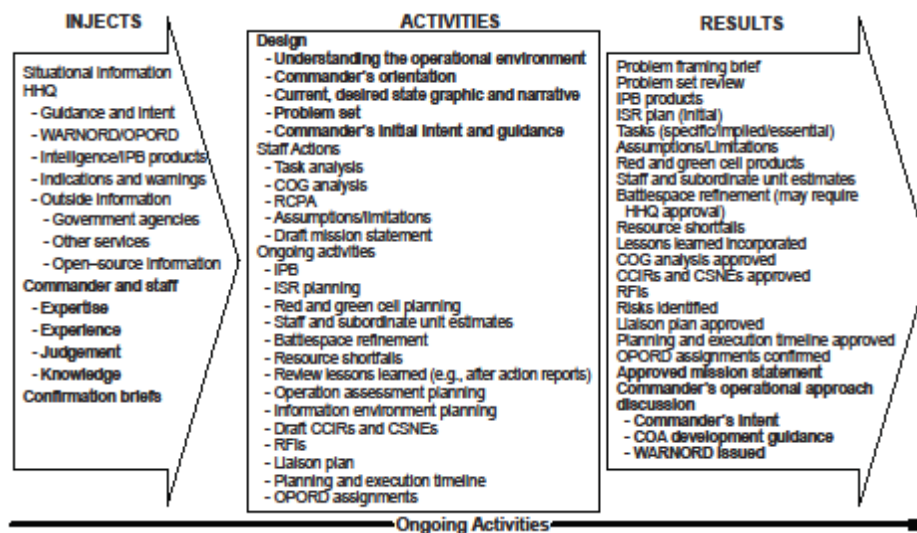 INJECTS
Situational information
HHQ
- Guidance and intent
- WARNORD/OPORD
- Intelligence/IPB products
- Indications and warnings
- Outside information
- Government agencies
- Other services
- Open–source information
Commander and staff
- Expertise
- Experience
- Judgement
- Knowledge
Confirmation briefs
ACTIVITIES
Design
- Understanding the operational environment
- Commander's orientation
- Current, desired state graphic and narrative
- Problem set
- Commander's initial intent and guidance
Staff Actions
- Task analysis
- COG analysis
- RCPA
- Assumptions/limitations
- Draft mission statement
Ongoing activities
- IPB
- ISR planning
- Red and green cell planning
- Staff and subordinate unit estimates
- Battlespace refinement
- Resource shortfalls
- Review lessons learned (e.g., after action reports)
- Operation assessment planning
- Information environment planning
- Draft CCIRs and CSNEs
- RFIs
- Liaison plan
- Planning and execution timeline
- OPORD assignments
RESULTS
Problem framing brief
Problem set review
IPB products
ISR plan (initial)
Tasks (specific/implied/essential)
Assumptions/Limitations
Red and green cell products
Staff and subordinate unit estimates
Battlespace refinement (may require
HHQ approval)
Resource shortfalls
Lessons learned incorporated
COG analysis approved
CCIRs and CSNEs approved
RFIs
Risks identified
Liaison plan approved
Planning and execution timeline approved
OPORD assignments confirmed
Approved mission statement
Commander's operational approach
discussion
- Commander's intent
- COA development guidance
- WARNORD issued
Ongoing Activities